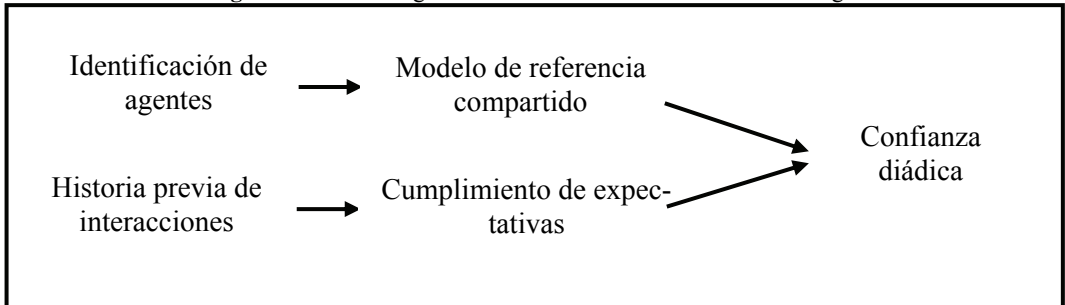 Identificación de
agentes
Modelo de referencia
compartido
Confianza
diádica
Historia previa de
interacciones
Cumplimiento de expec-
tativas